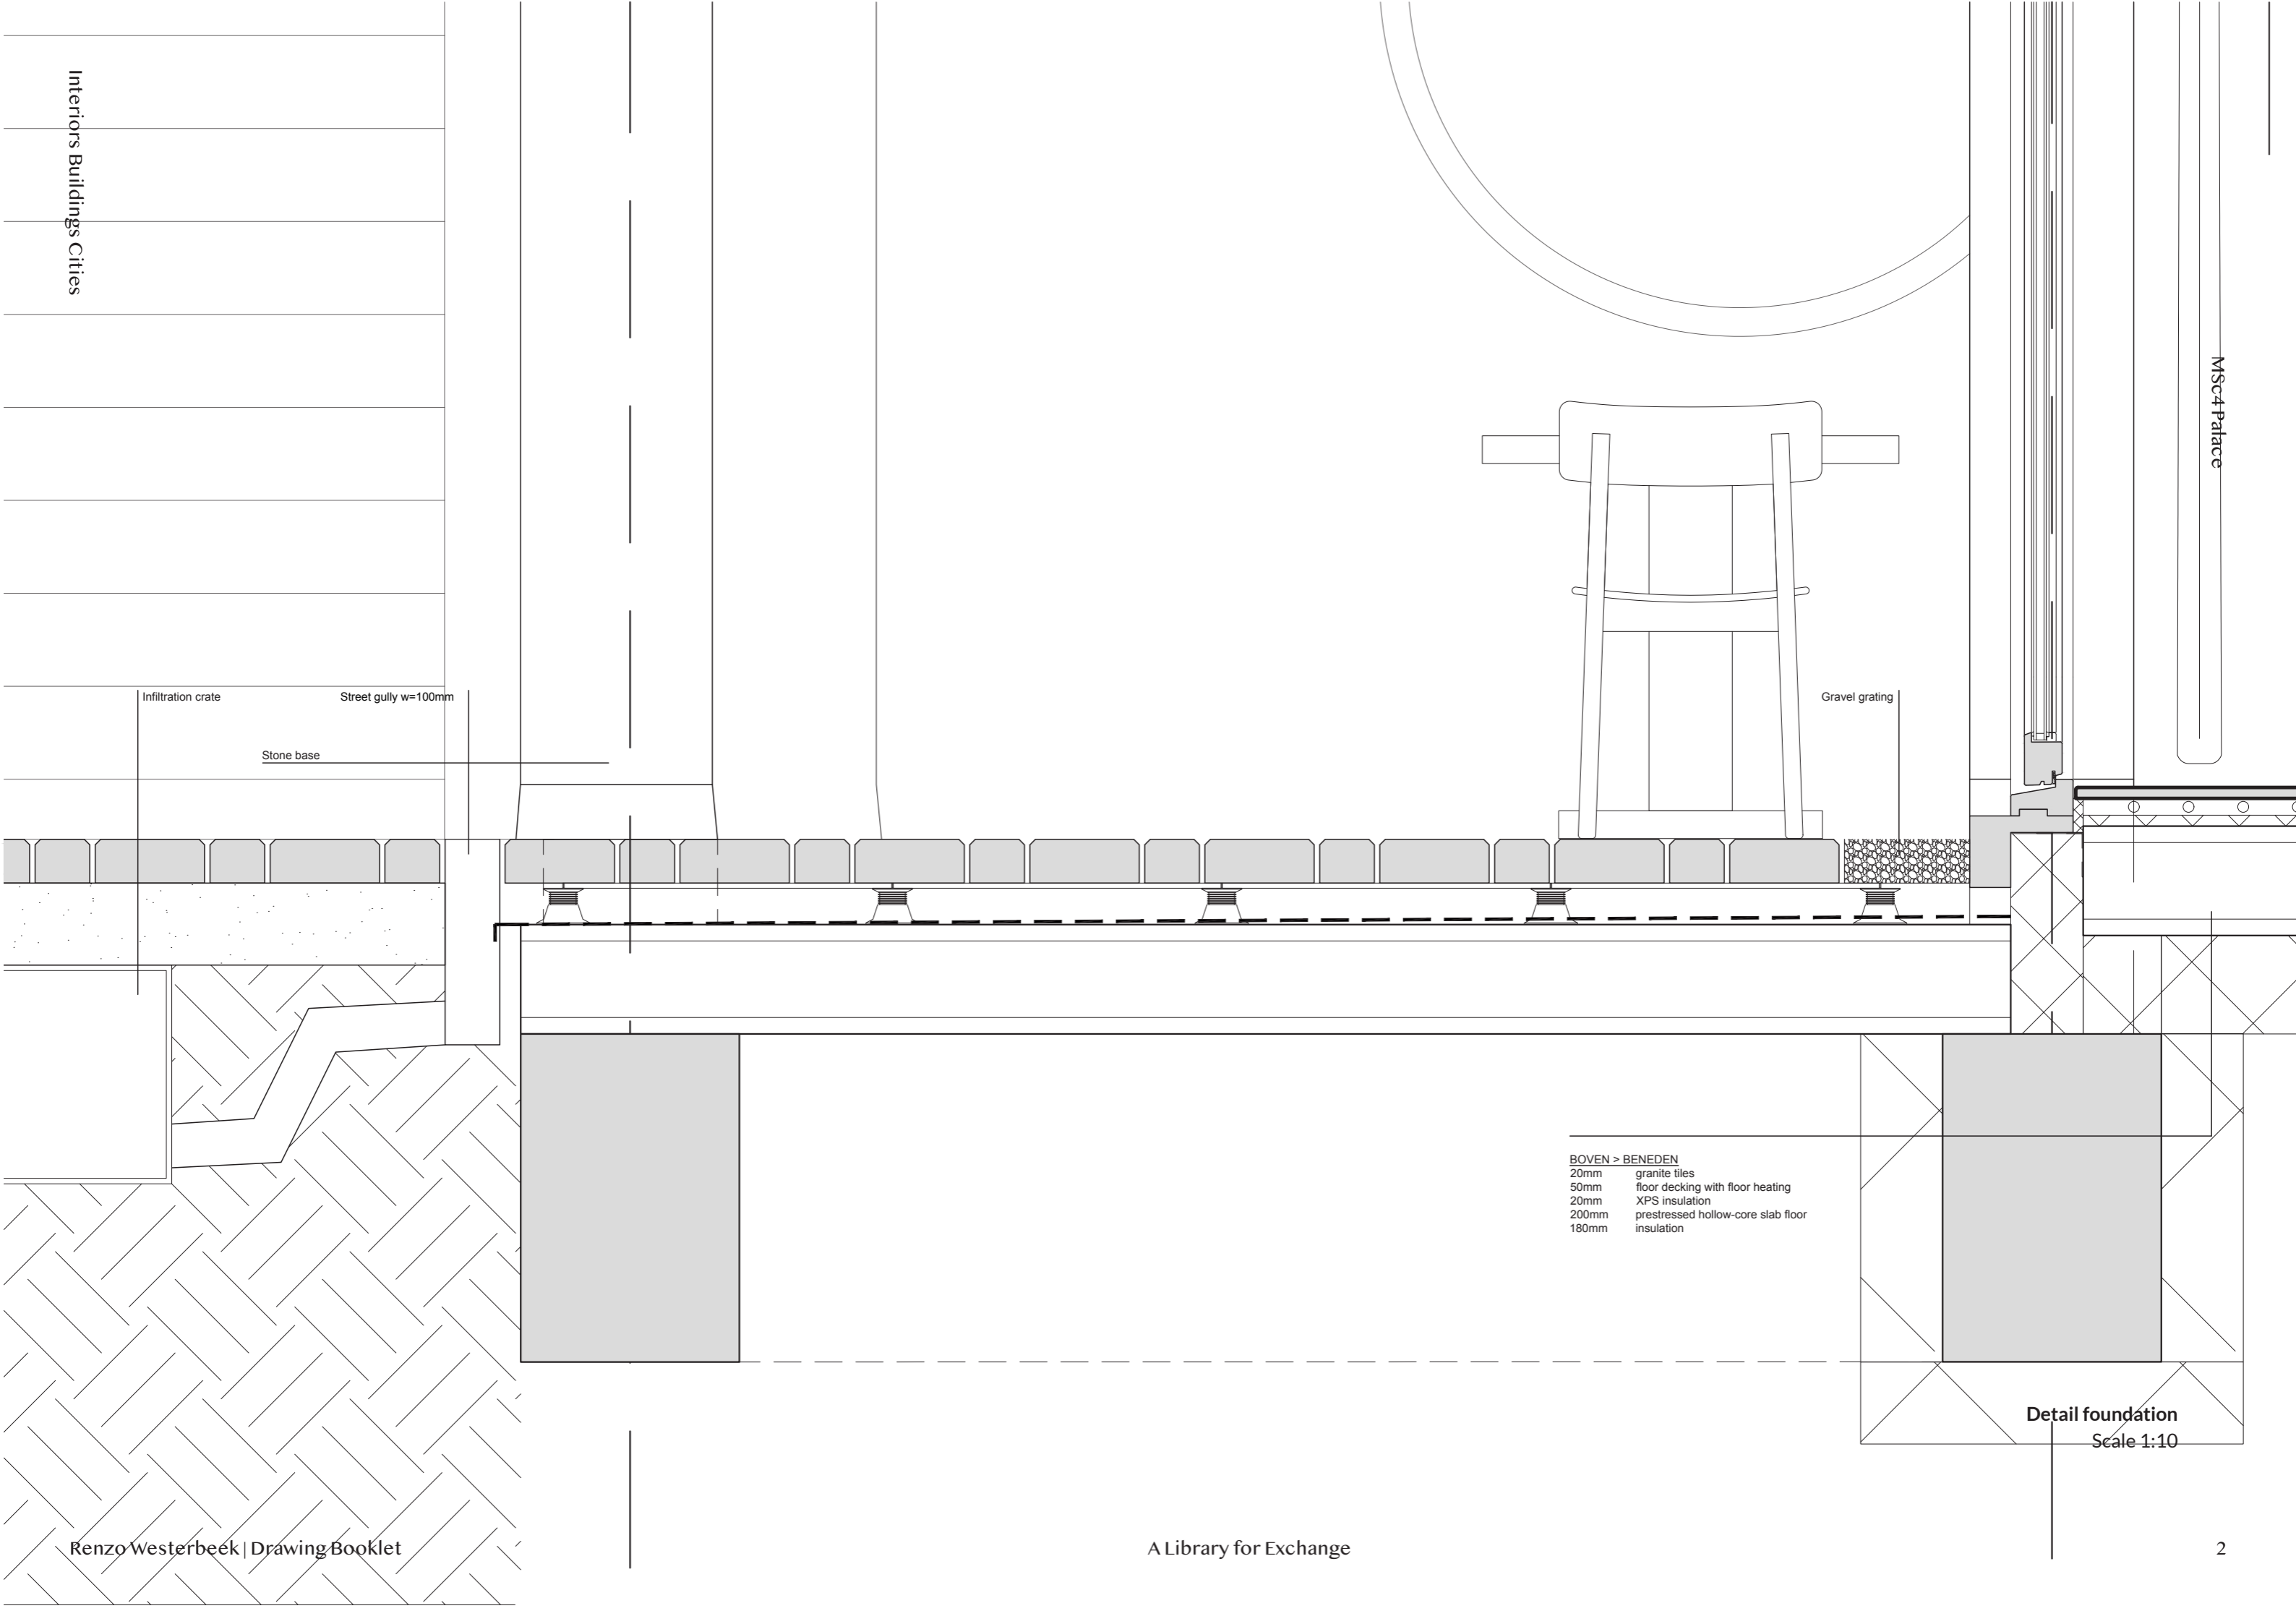 Interiors Buildings Cities
MSc4 Palace
Infiltration crate
Street gully w=100mm
Gravel grating
Stone base
BOVEN > BENEDEN
20mm granite tiles
50mm floor decking with floor heating
20mm XPS insulation
200mm prestressed hollow-core slab floor
180mm insulation
Detail foundation
Scale 1:10
Renzo Westerbeek | Drawing Booklet
A Library for Exchange
2